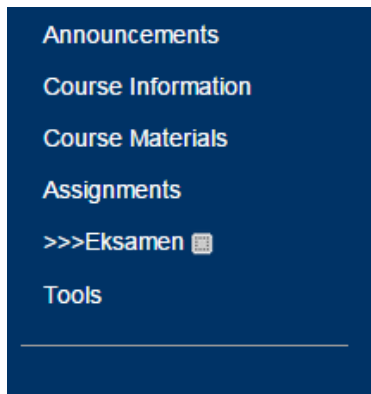 Announcements
Course Information
Course Materials
Assignments
>>>Eksamen
Tools